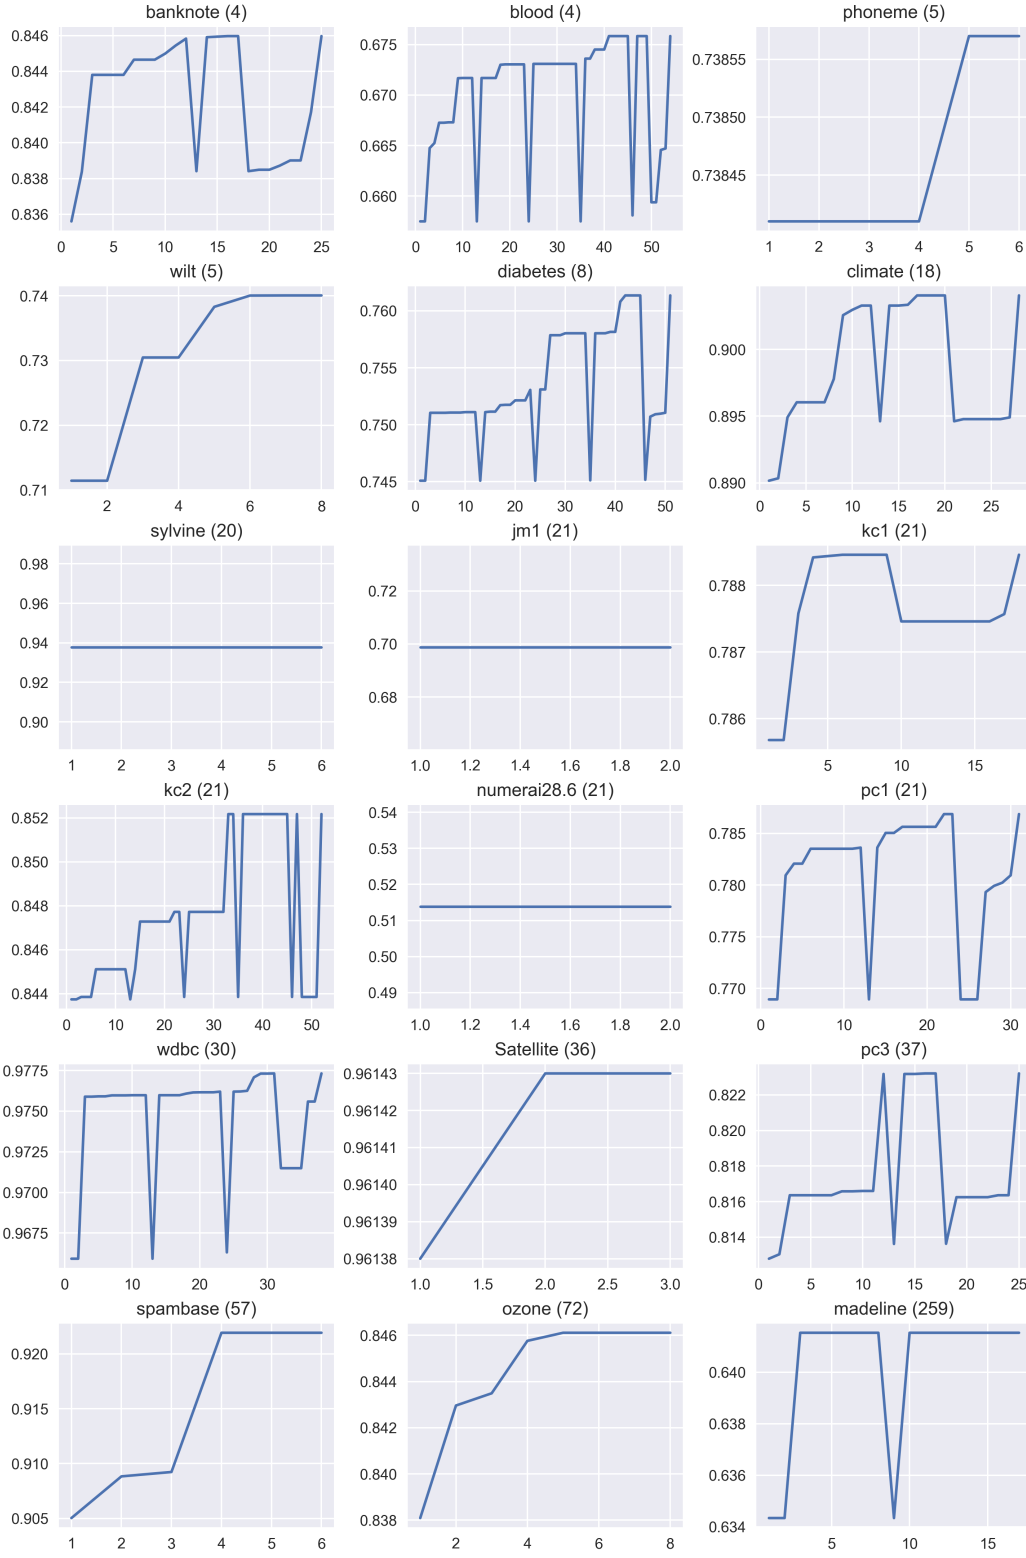 banknote (4)
0.846
0.844
0.842
0.840
0.838
0.836
0 5 10 15 20 25
blood (4)
0.675
0.670
0.665
0.660
0 10 20 30 40 50
phoneme (5)
0.73855
0.73850
0.73845
1 2 3 4 5 6
wilt (5)
0.74
0.73
0.72
0.71
2 4 6 8
diabetes (8)
0.760
0.755
0.750
0.745
0 10 20 30 40 50
climate (18)
0.900
0.895
0.890
0 5 10 15 20 25
sylvine (20)
0.98
0.96
0.94
0.92
0.90
1 2 3 4 5 6
jm1 (21)
0.72
0.70
0.68
1.0 1.2 1.4 1.6 1.8 2.0
kc1 (21)
0.788
0.787
0.786
5 10 15
kc2 (21)
0.852
0.850
0.848
0.846
0.844
0 10 20 30 40 50
numerai28.6 (21)
0.54
0.53
0.52
0.51
0.50
0.49
1.0 1.2 1.4 1.6 1.8 2.0
pc1 (21)
0.785
0.780
0.775
0.770
0 10 20 30
wdbc (30)
0.9775
0.9750
0.9725
0.9700
0.9675
0 10 20 30
Satellite (36)
0.96143
0.96142
0.96141
0.96140
0.96139
0.96138
1.0 1.5 2.0 2.5 3.0
pc3 (37)
0.822
0.820
0.818
0.816
0.814
0 5 10 15 20 25
spambase (57)
0.920
0.915
0.910
0.905
1 2 3 4 5 6
ozone (72)
0.846
0.844
0.842
0.840
0.838
2 4 6 8
madeline (259)
0.640
0.638
0.636
0.634
5 10 15